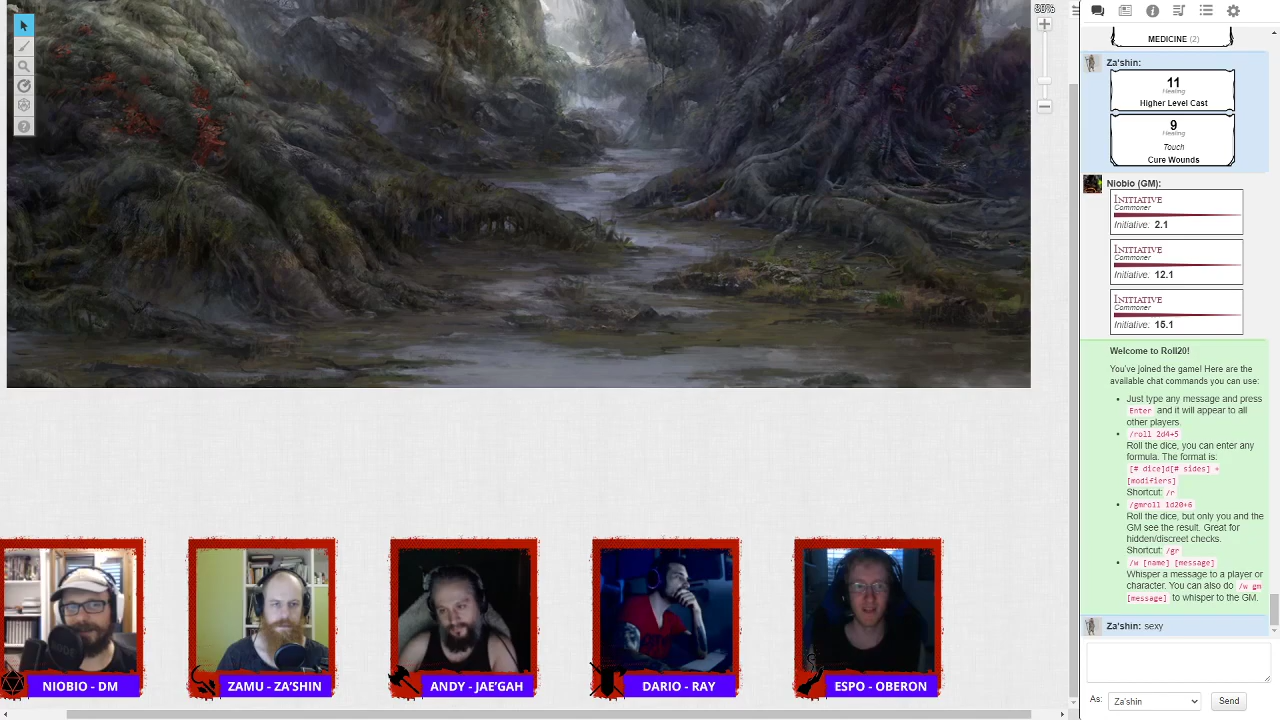 88%
MEDICINE (2)
Za'shin:
11
Healing
Higher Level Cast
9
Healing
Touch
Cure Wounds
Niobio (GM):
INITIATIVE
Commoner
Initiative: 2.1
INITIATIVE
Commoner
Initiative: 12.1
INITIATIVE
Commoner
Initiative: 15.1
Welcome to Roll20!
You've joined the game! Here are the
available chat commands you can use:
Just type any message and press
Enter and it will appear to all
other players.
/roll 2d4+5
Roll the dice, you can enter any
formula. The format is:
[# dice]d[# sides] +
[modifiers]
Shortcut: /r
/gmroll 1d20+6
Roll the dice, but only you and the
GM see the result. Great for
hidden/discreet checks.
Shortcut: /gr
/w [name] [message]
Whisper a message to a player or
character. You can also do /w gm
[message] to whisper to the GM.
Za'shin: sexy
As: Za'shin Send
NIOBIO - DM
ZAMU - ZA'SHIN
ANDY - JAE'GAH
DARIO - RAY
ESPO - OBERON